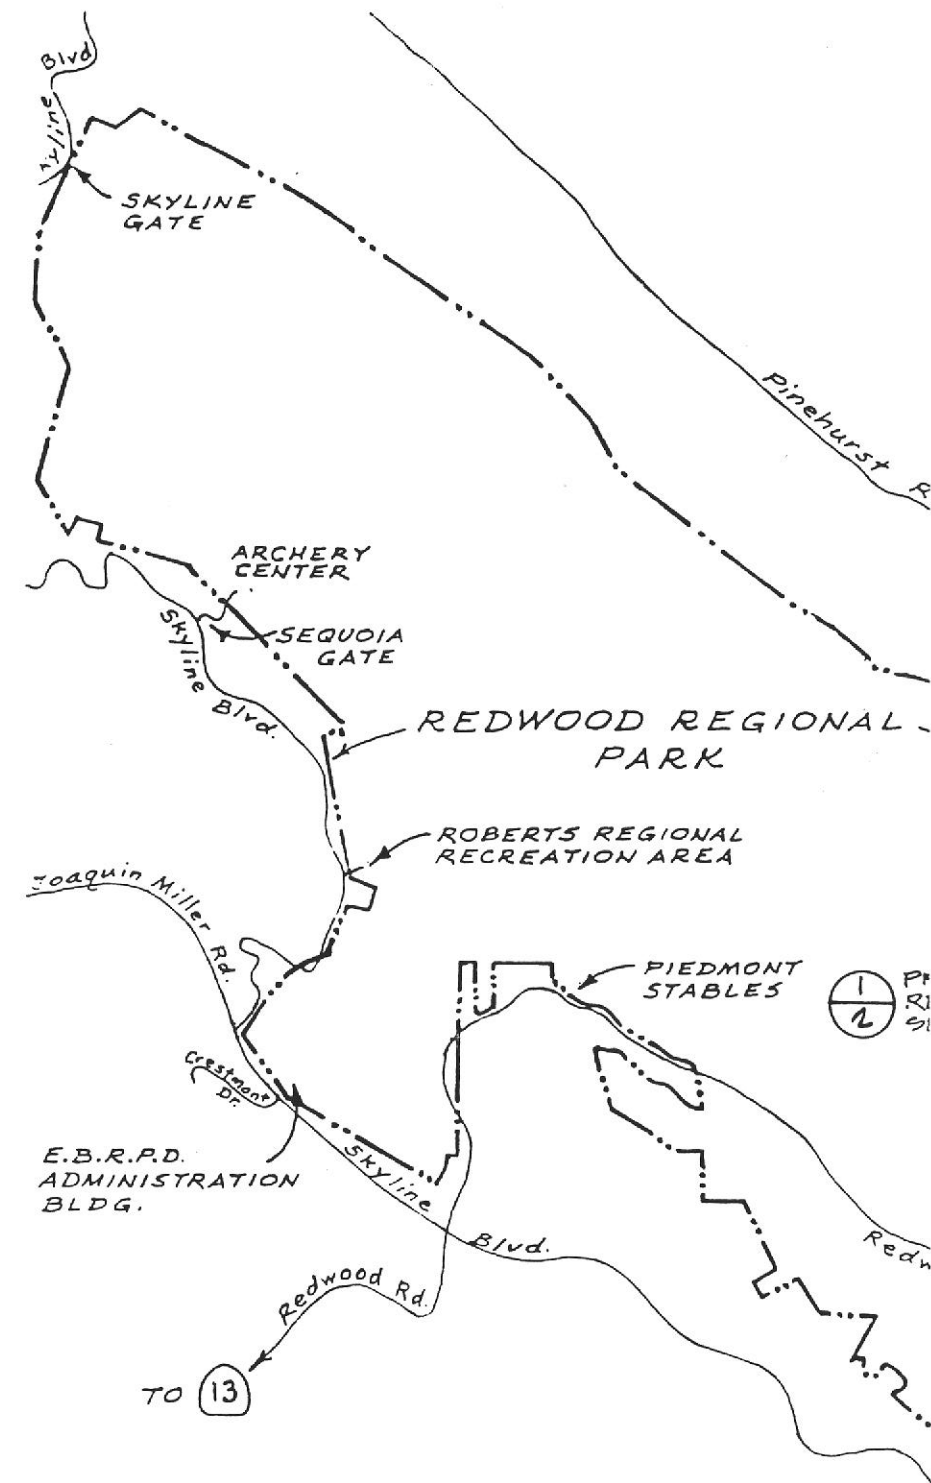 Blvd
Skyline
SKYLINE
GATE
Pinehurst R
ARCHERY
CENTER
SEQUOIA
GATE
Skyline Blvd.
REDWOOD REGIONAL
PARK
ROBERTS REGIONAL
RECREATION AREA
Joaquin Miller Rd.
PIEDMONT
STABLES
1
2
Crestmont
Dr.
E.B.R.P.D.
ADMINISTRATION
BLDG.
Skyline Blvd.
Redw
Redwood Rd.
TO 13